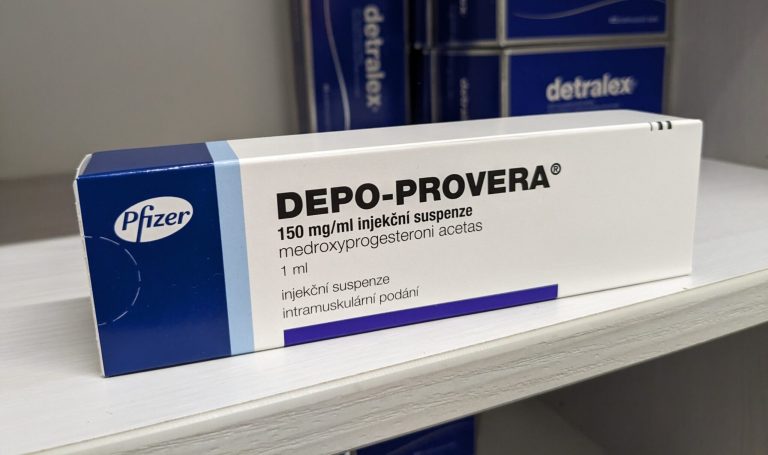 detralex
detralex
Pfizer
DEPO-PROVERA®
150 mg/ml injekční suspenze
medroxyprogesteroni acetas
1 ml
injekční suspenze
intramuskulární podání